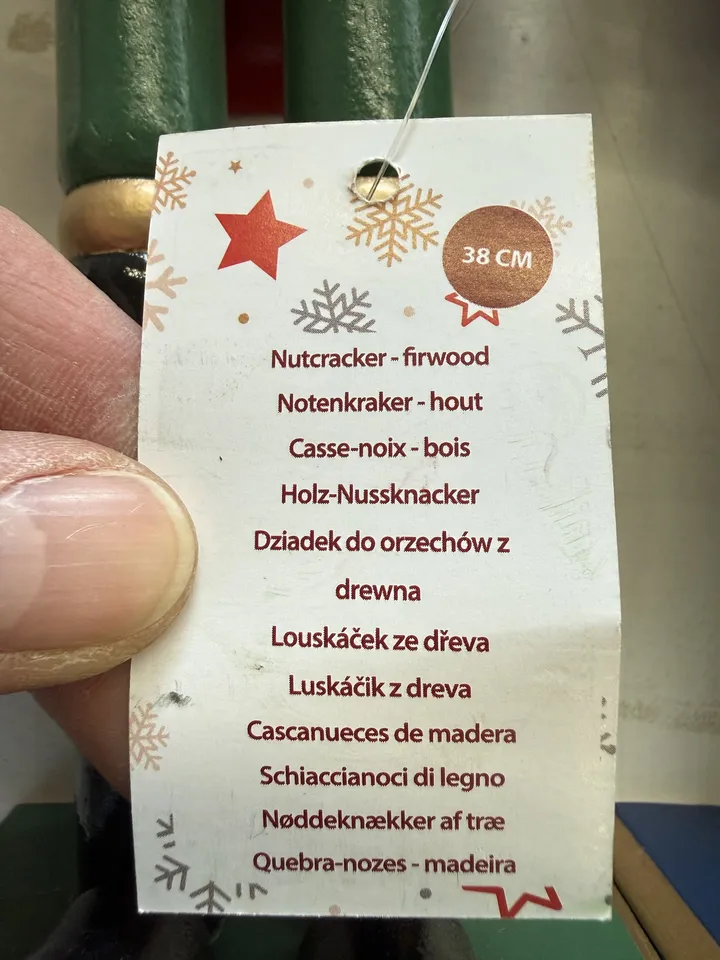 38 CM
Nutcracker - firwood
Notenkraker - hout
Casse-noix - bois
Holz-Nussknacker
Dziadek do orzechów z
drewna
Louskáček ze dřeva
Luskáčik z dreva
Cascanueces de madera
Schiaccianoci di legno
Nøddeknækker af træ
Quebra-nozes - madeira